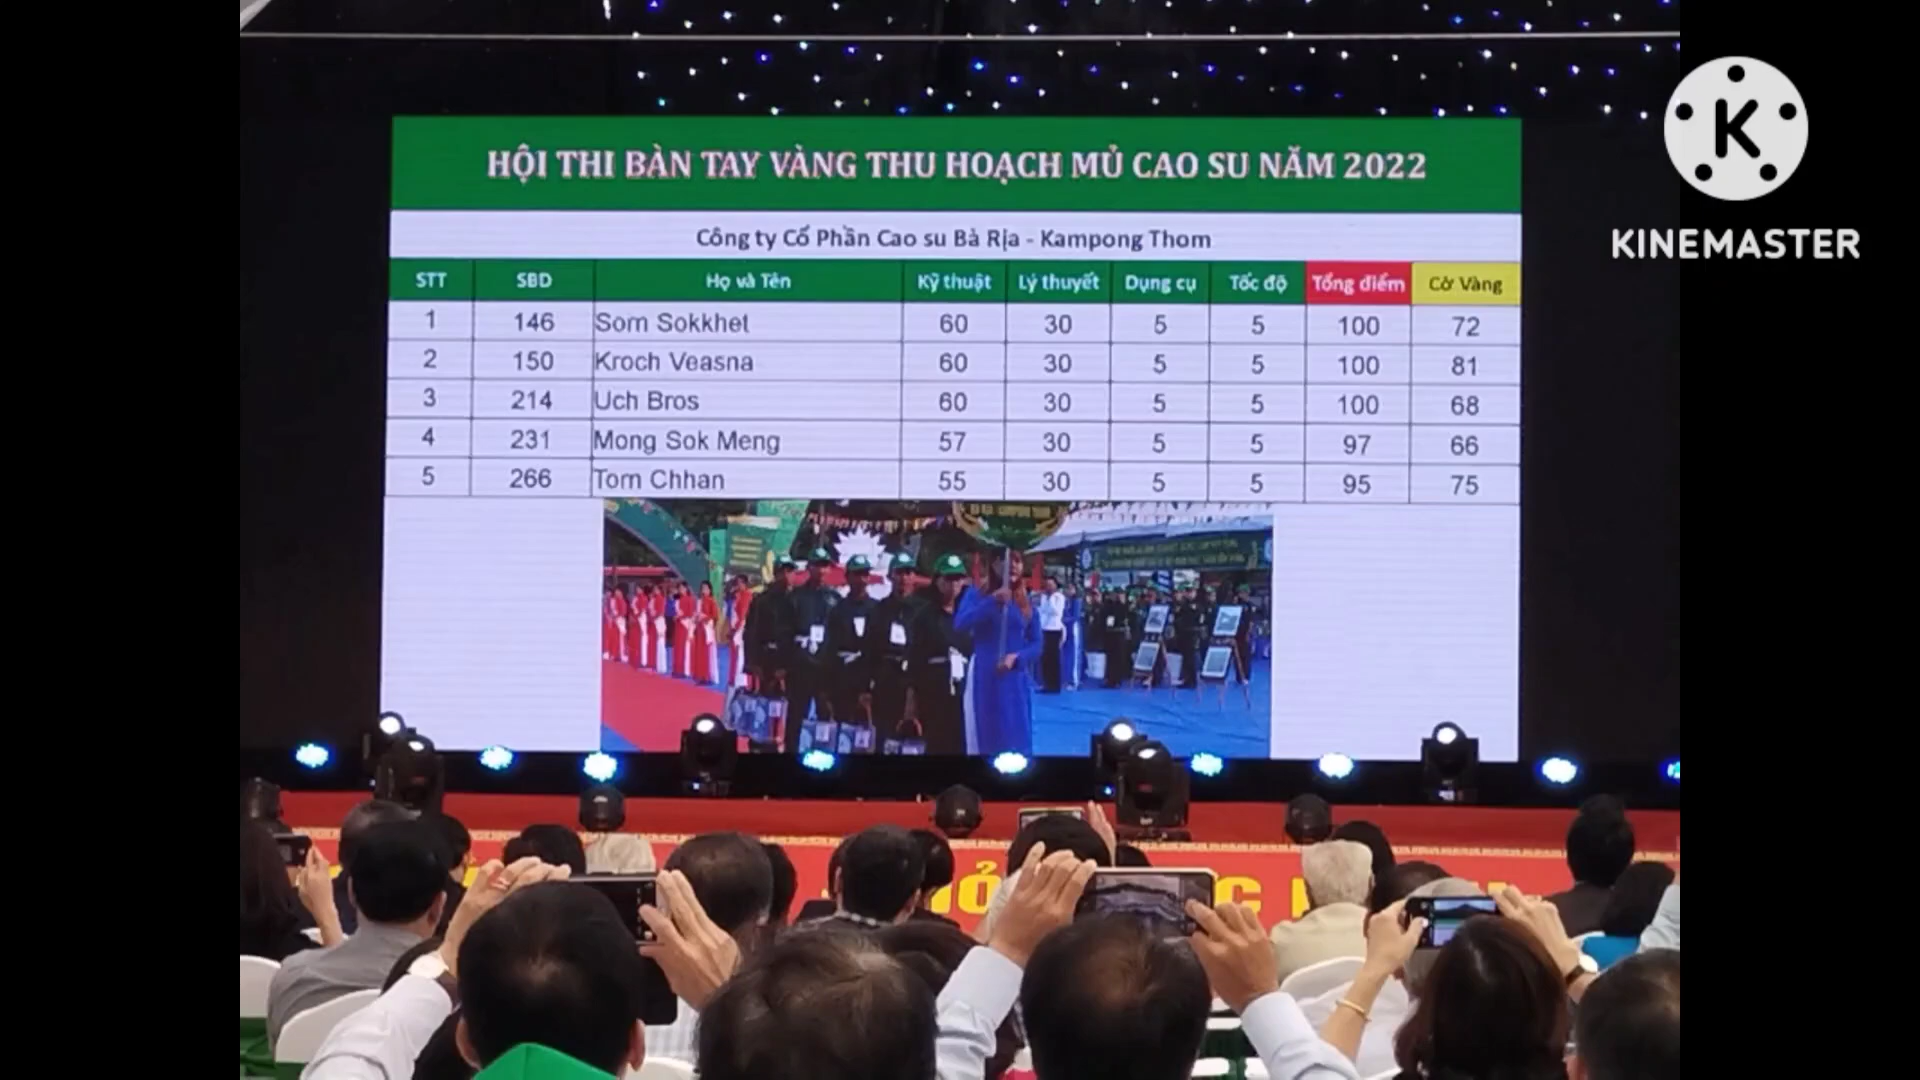 HỘI THI BÀN TAY VÀNG THU HOẠCH MỦ CAO SU NĂM 2022
KINEMASTER
Công ty Cổ Phần Cao su Bà Rịa - Kampong Thom
STT SBD Họ và Tên Kỹ thuật Lý thuyết Dụng cụ Tốc độ Tổng điểm Cờ Vàng
1 146 Som Sokkhet 60 30 5 5 100 72
2 150 Kroch Veasna 60 30 5 5 100 81
3 214 Uch Bros 60 30 5 5 100 68
4 231 Mong Sok Meng 57 30 5 5 97 66
5 266 Tom Chhan 55 30 5 5 95 75